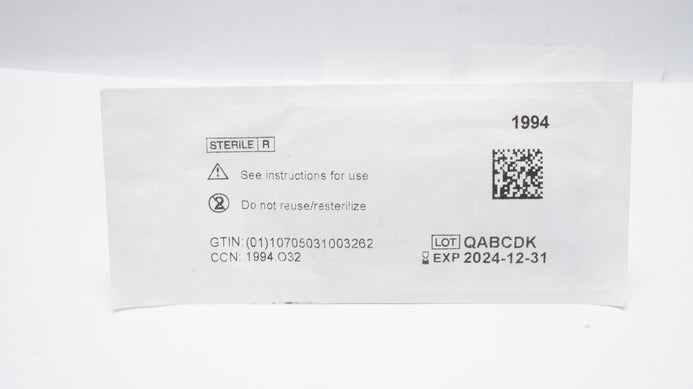 1994
STERILE R
See instructions for use
Do not reuse/resterilize
GTIN:(01)10705031003262
CCN: 1994.O32
LOT QABCDK
EXP 2024-12-31